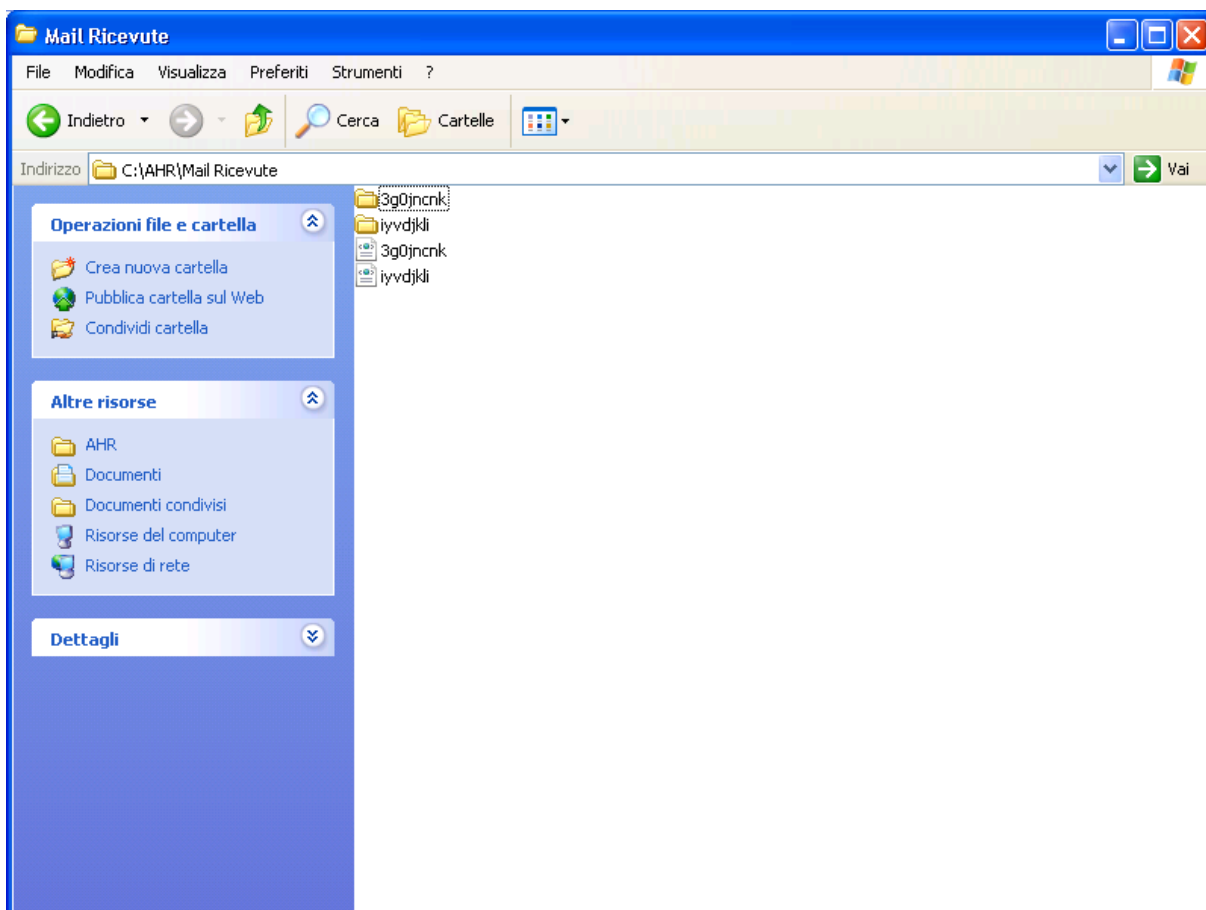 Mail Ricevute
File Modifica Visualizza Preferiti Strumenti ?
Indietro Cerca Cartelle
Indirizzo C:\AHR\Mail Ricevute Vai
Operazioni file e cartella
Crea nuova cartella
Pubblica cartella sul Web
Condividi cartella
Altre risorse
AHR
Documenti
Documenti condivisi
Risorse del computer
Risorse di rete
Dettagli
3g0jncnk
iyvdjkli
3g0jncnk
iyvdjkli